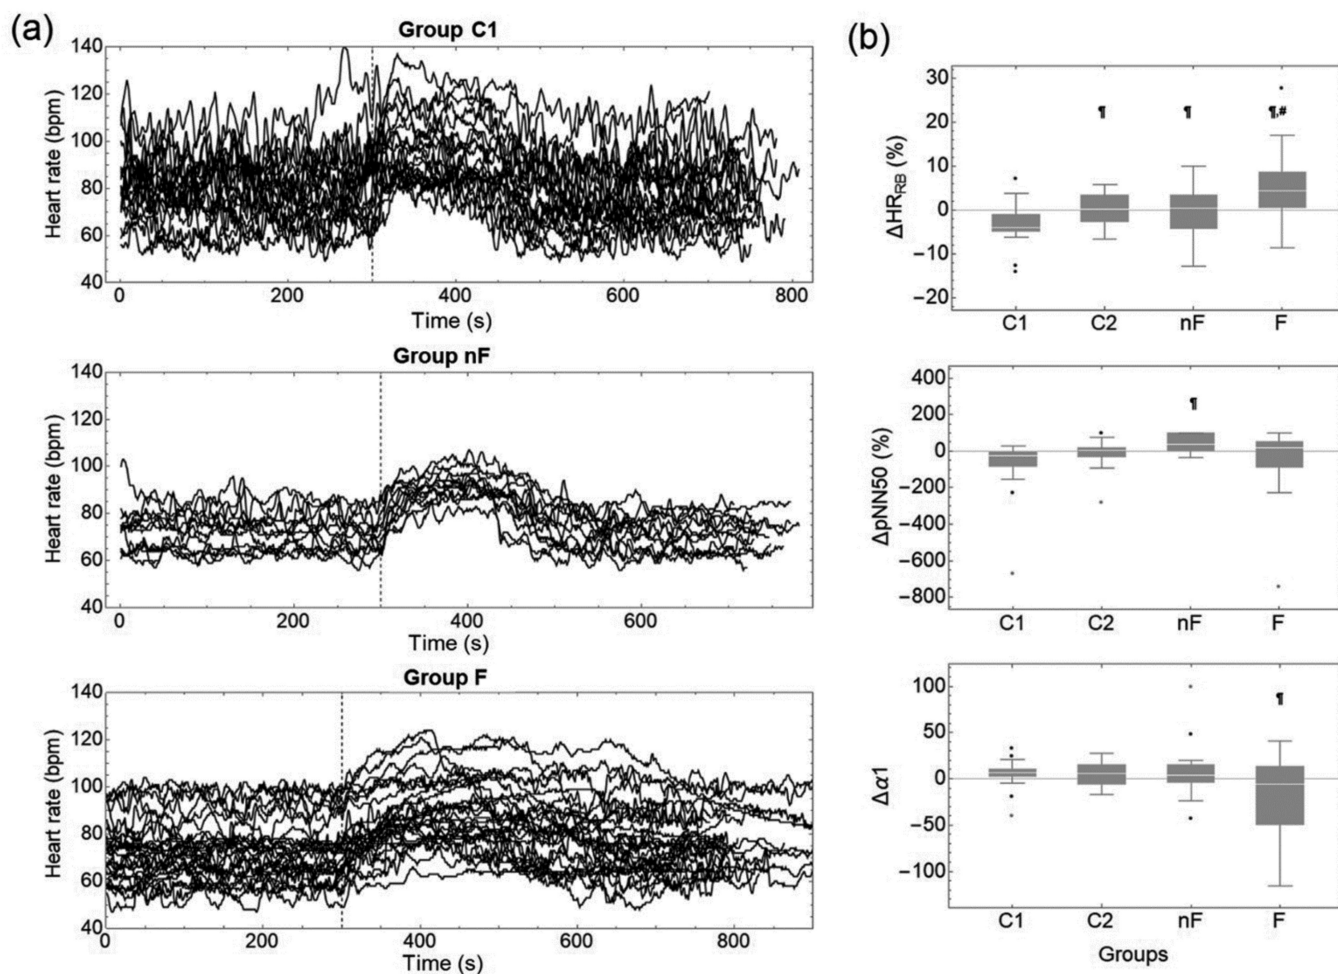 (a)
Group C1
Heart rate (bpm)
140
120
100
80
60
40
0 200 400 600 800
Time (s)
Group nF
Heart rate (bpm)
140
120
100
80
60
40
0 200 400 600
Time (s)
Group F
Heart rate (bpm)
140
120
100
80
60
40
0 200 400 600 800
Time (s)
(b)
ΔHR_RB (%)
30
20
10
0
−10
−20
¶ ¶ ¶,#
C1 C2 nF F
ΔpNN50 (%)
400
200
0
−200
−400
−600
−800
¶
C1 C2 nF F
Δα1
100
50
0
−50
−100
¶
C1 C2 nF F
Groups